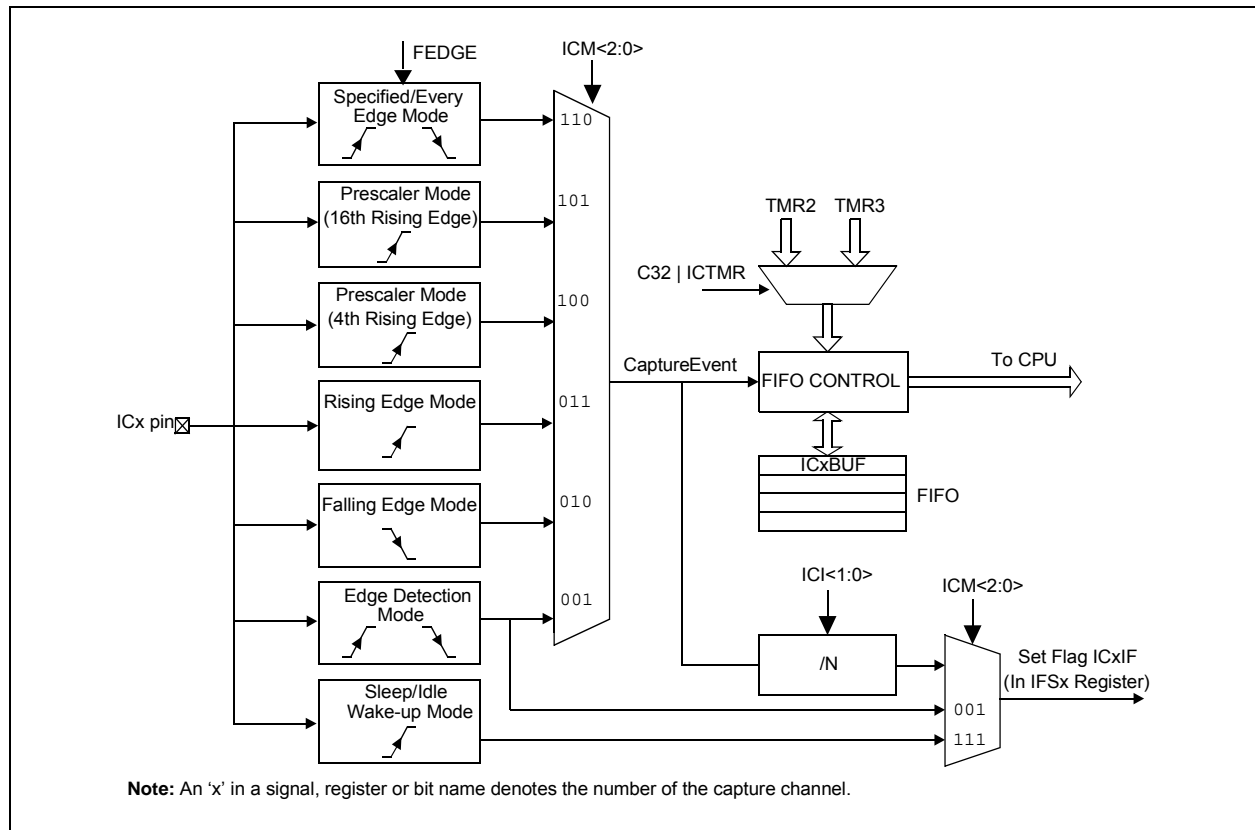 FEDGE
ICM<2:0>
Specified/Every
Edge Mode
110
Prescaler Mode
(16th Rising Edge)
101
TMR2
TMR3
C32 | ICTMR
Prescaler Mode
(4th Rising Edge)
100
CaptureEvent
FIFO CONTROL
To CPU
ICx pin
Rising Edge Mode
011
ICxBUF
FIFO
Falling Edge Mode
010
ICI<1:0>
ICM<2:0>
Edge Detection
Mode
001
/N
Set Flag ICxIF
(In IFSx Register)
Sleep/Idle
Wake-up Mode
001
111
Note: An ‘x’ in a signal, register or bit name denotes the number of the capture channel.